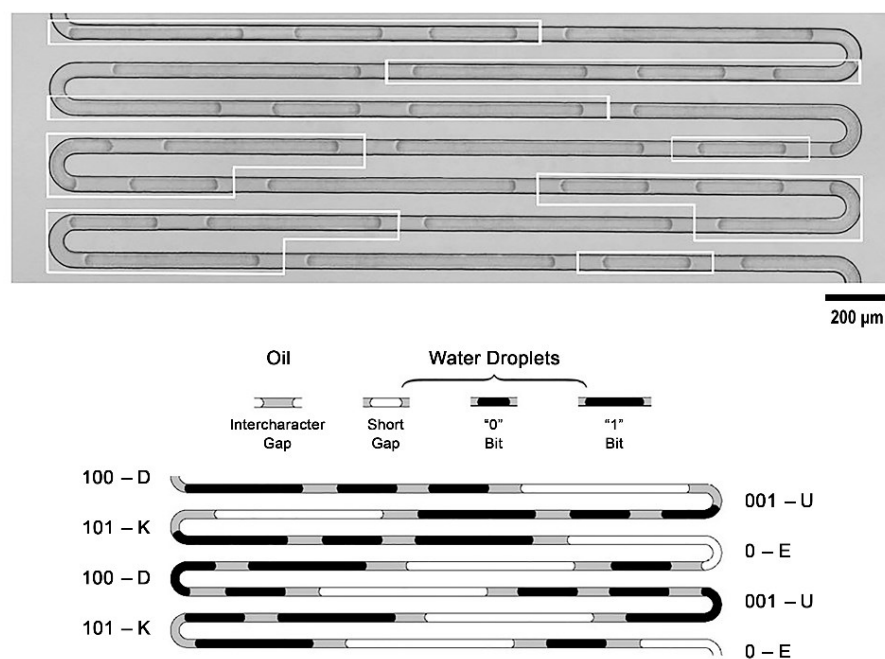 200 µm
Oil
Water Droplets
Intercharacter
Gap
Short
Gap
"0"
Bit
"1"
Bit
100 – D
001 – U
101 – K
0 – E
100 – D
001 – U
101 – K
0 – E